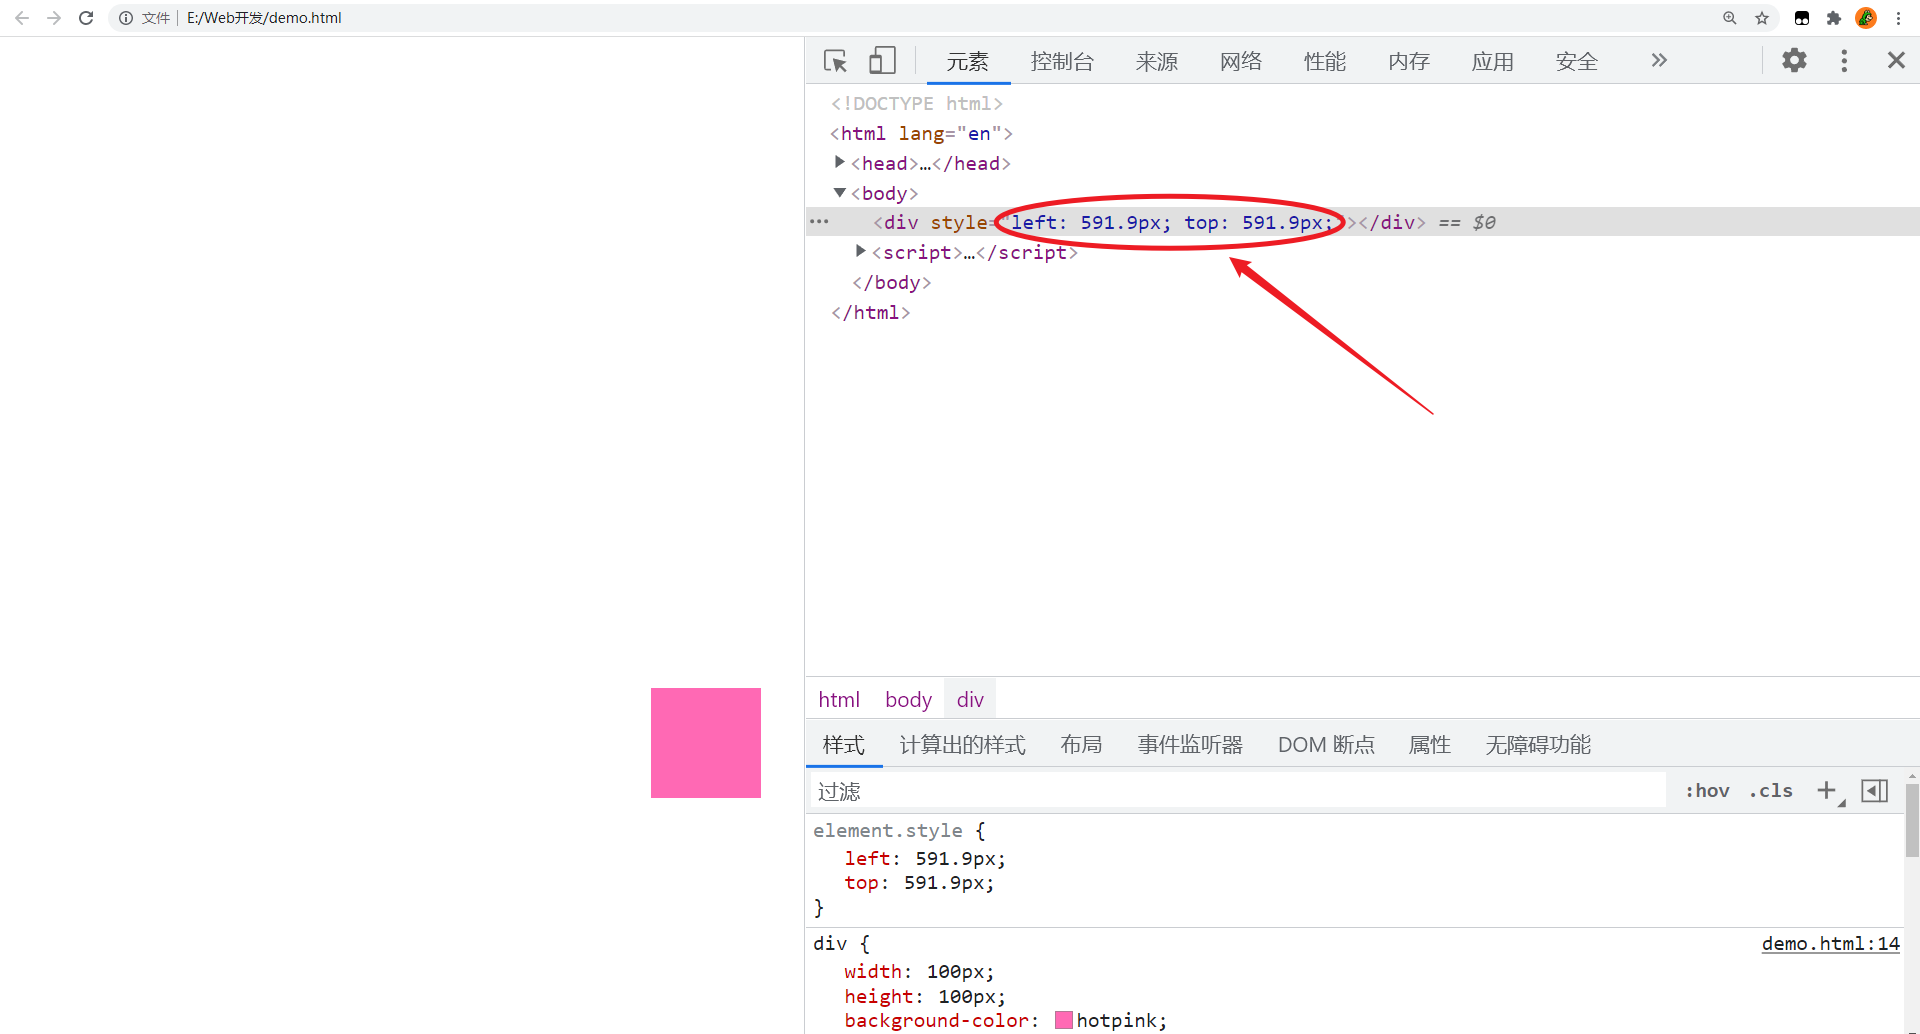 文件 E:/Web开发/demo.html
元素 控制台 来源 网络 性能 内存 应用 安全 »
<!DOCTYPE html>
<html lang="en">
<head>…</head>
<body>
<div style="left: 591.9px; top: 591.9px;"></div> == $0
<script>…</script>
</body>
</html>
html body div
样式 计算出的样式 布局 事件监听器 DOM 断点 属性 无障碍功能
过滤 :hov .cls +
element.style {
left: 591.9px;
top: 591.9px;
}
div { demo.html:14
width: 100px;
height: 100px;
background-color: hotpink;